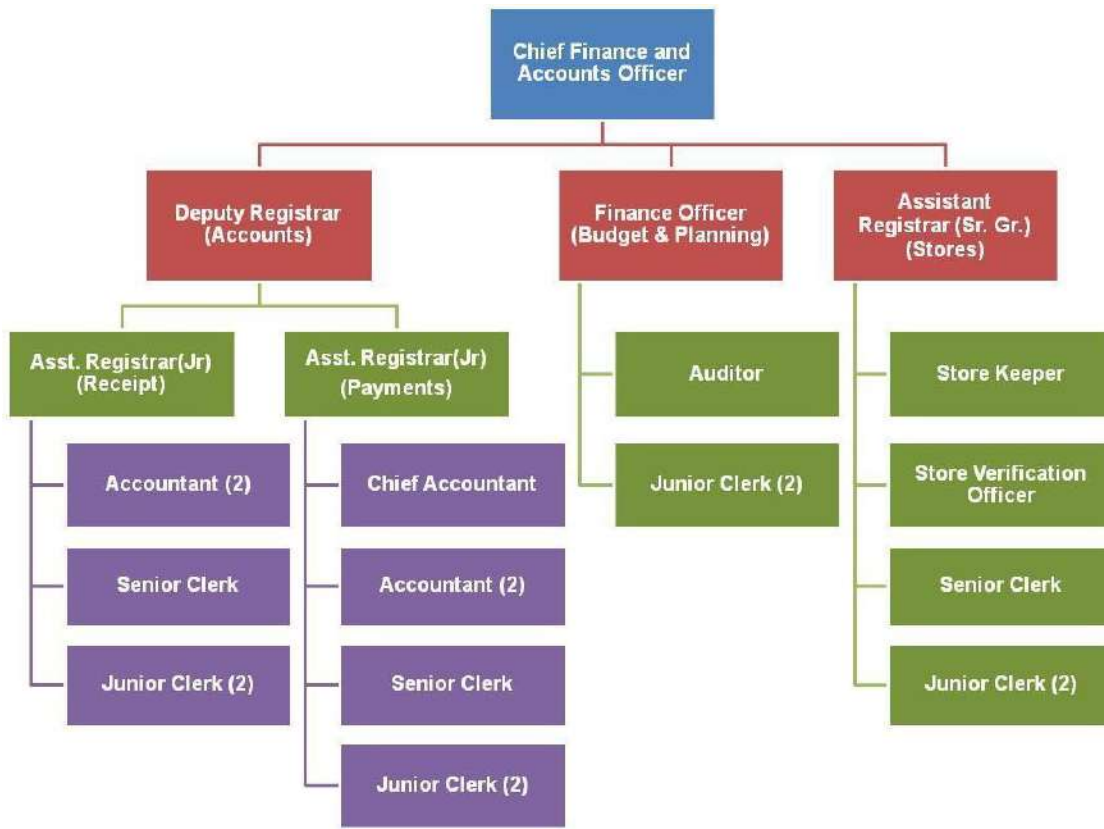 Chief Finance and
Accounts Officer
Deputy Registrar
(Accounts)
Finance Officer
(Budget & Planning)
Assistant
Registrar (Sr. Gr.)
(Stores)
Asst. Registrar(Jr)
(Receipt)
Asst. Registrar(Jr)
(Payments)
Auditor
Store Keeper
Accountant (2)
Chief Accountant
Junior Clerk (2)
Store Verification
Officer
Senior Clerk
Accountant (2)
Senior Clerk
Junior Clerk (2)
Senior Clerk
Junior Clerk (2)
Junior Clerk (2)